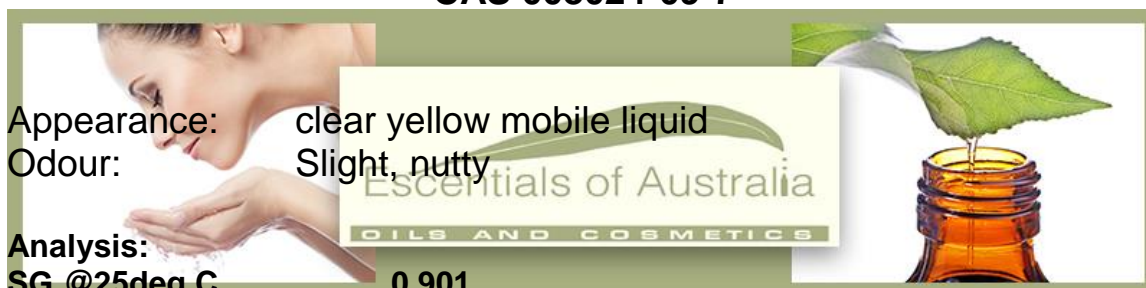 Appearance: clear yellow mobile liquid
Odour: Slight, nutty
Escentials of Australia
OILS AND COSMETICS
Analysis:
SG @25deg C 0.901